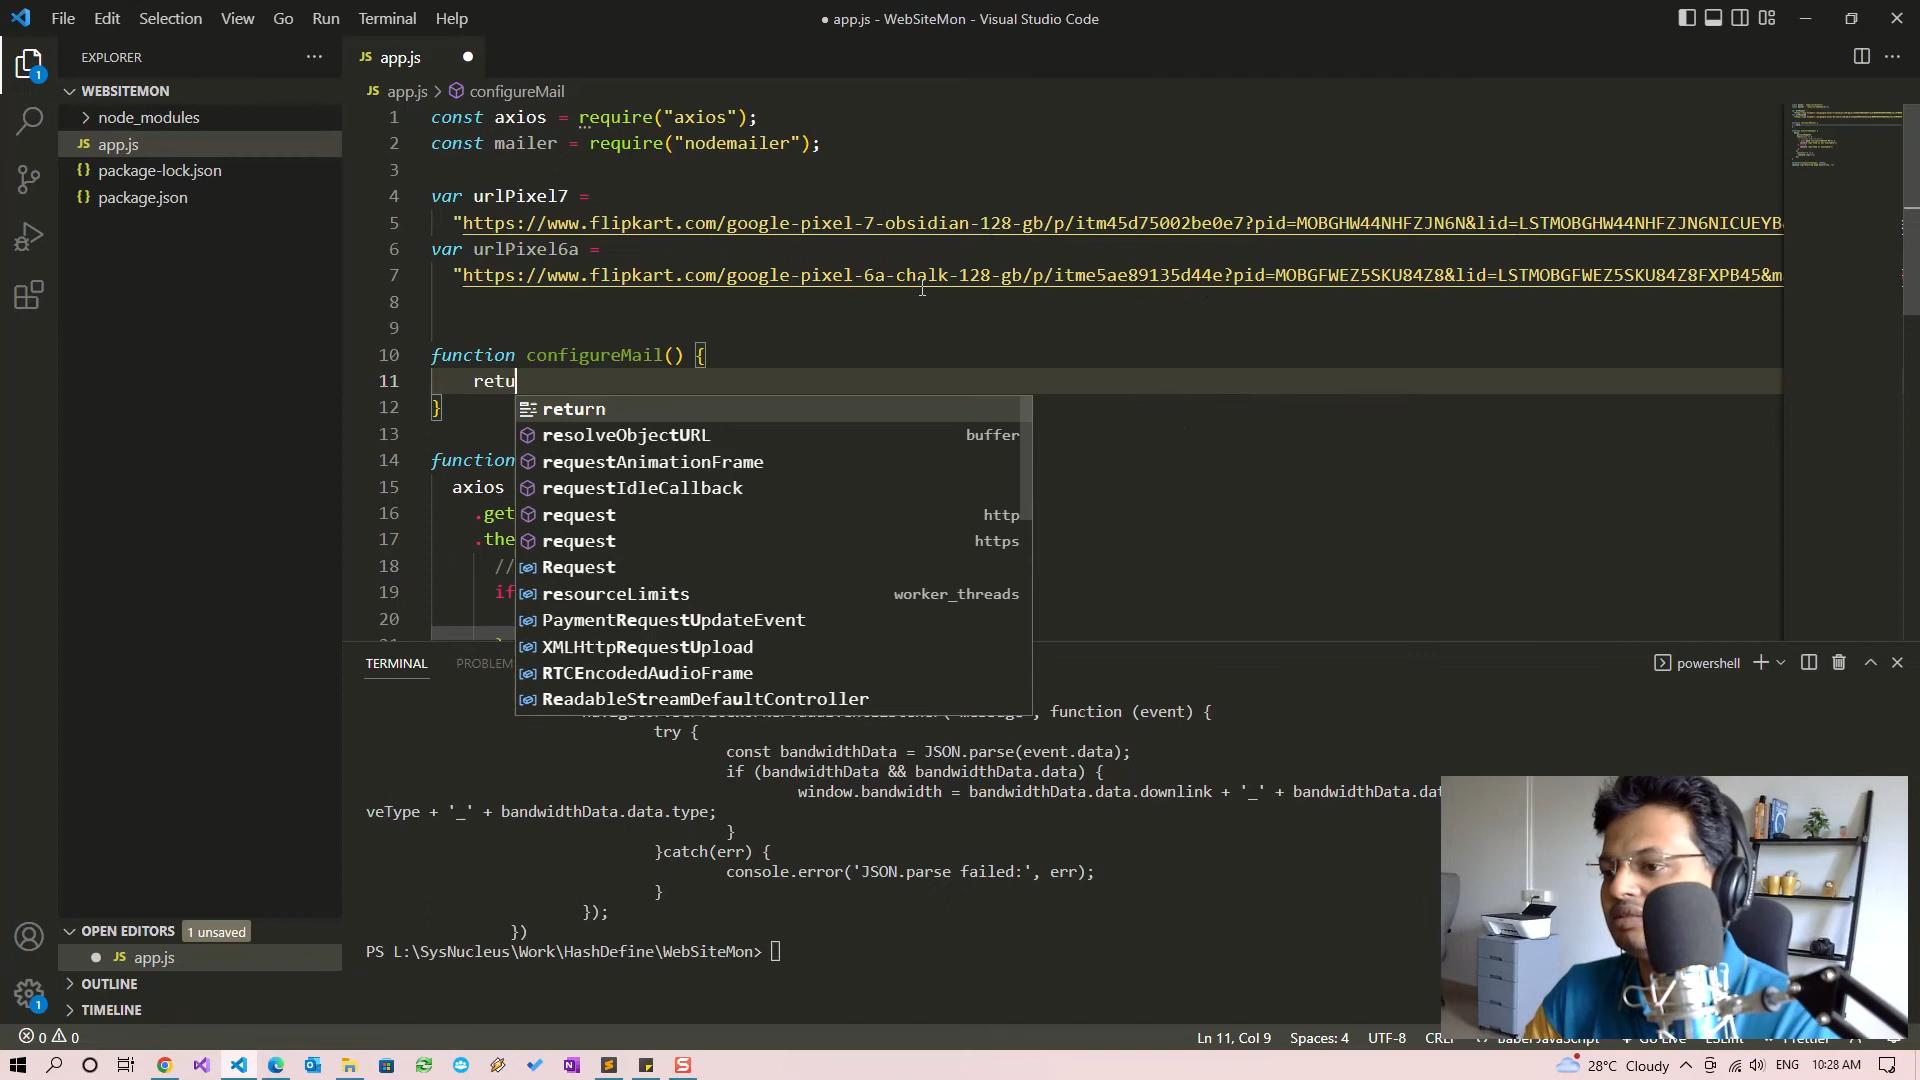 File Edit Selection View Go Run Terminal Help
● app.js - WebSiteMon - Visual Studio Code
EXPLORER
WEBSITEMON
node_modules
JS app.js
{} package-lock.json
{} package.json
OPEN EDITORS 1 unsaved
● JS app.js
OUTLINE
TIMELINE
JS app.js ●
JS app.js > configureMail
1 const axios = require("axios");
2 const mailer = require("nodemailer");
3
4 var urlPixel7 =
5 "https://www.flipkart.com/google-pixel-7-obsidian-128-gb/p/itm45d75002be0e7?pid=MOBGHW44NHFZJN6N&lid=LSTMOBGHW44NHFZJN6NICUEYB
6 var urlPixel6a =
7 "https://www.flipkart.com/google-pixel-6a-chalk-128-gb/p/itme5ae89135d44e?pid=MOBGFWEZ5SKU84Z8&lid=LSTMOBGFWEZ5SKU84Z8FXPB45&m
8
9
10 function configureMail() {
11 retu
12 }
13
14 function
15 axios
16 .get
17 .the
18 //
19 if
20
return
resolveObjectURL buffer
requestAnimationFrame
requestIdleCallback
request http
request https
Request
resourceLimits worker_threads
PaymentRequestUpdateEvent
XMLHttpRequestUpload
RTCEncodedAudioFrame
ReadableStreamDefaultController
TERMINAL PROBLEM
powershell
, function (event) {
try {
const bandwidthData = JSON.parse(event.data);
if (bandwidthData && bandwidthData.data) {
window.bandwidth = bandwidthData.data.downlink + '_' + bandwidthData.dat
veType + '_' + bandwidthData.data.type;
}
}catch(err) {
console.error('JSON.parse failed:', err);
}
});
})
PS L:\SysNucleus\Work\HashDefine\WebSiteMon>
0 0
Ln 11, Col 9 Spaces: 4 UTF-8
28°C Cloudy ENG 10:28 AM